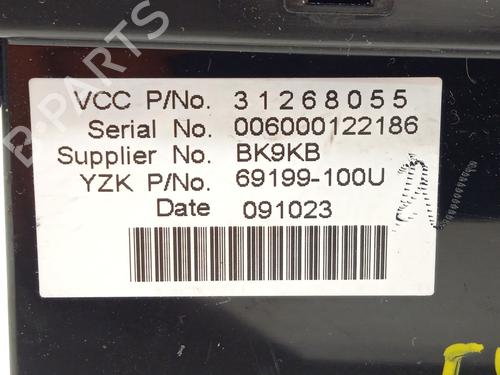 B-PARTS
VCC P/No. 31268055
Serial No. 006000122186
Supplier No. BK9KB
YZK P/No. 69199-100U
Date 091023